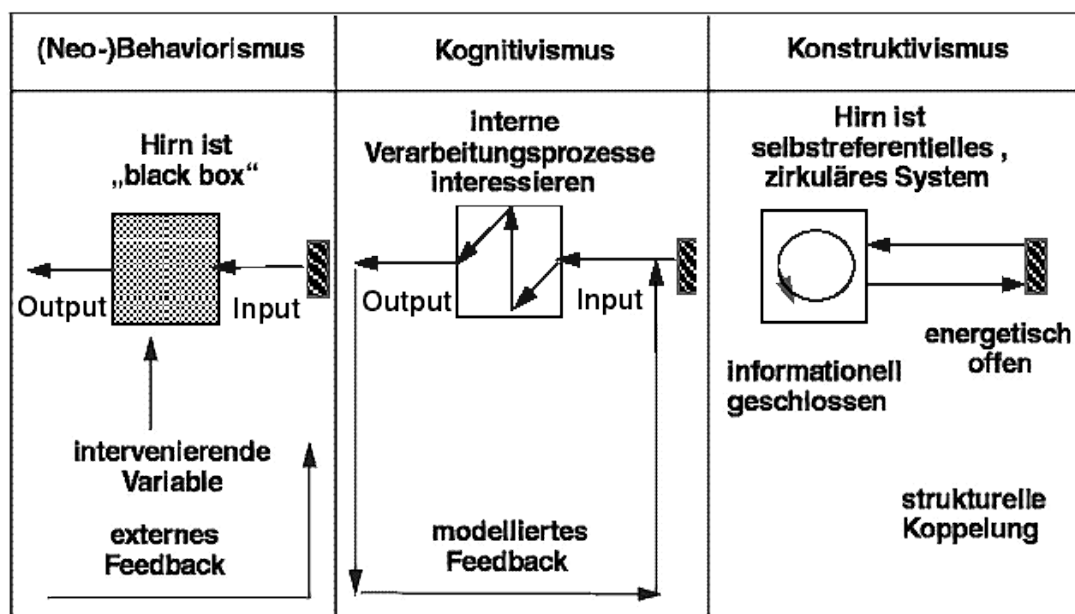 (Neo-)Behaviorismus
Hirn ist
„black box“
Output
Input
intervenierende
Variable
externes
Feedback
Kognitivismus
interne
Verarbeitungsprozesse
interessieren
Output
Input
modelliertes
Feedback
Konstruktivismus
Hirn ist
selbstreferentielles ,
zirkuläres System
energetisch
offen
informationell
geschlossen
strukturelle
Koppelung